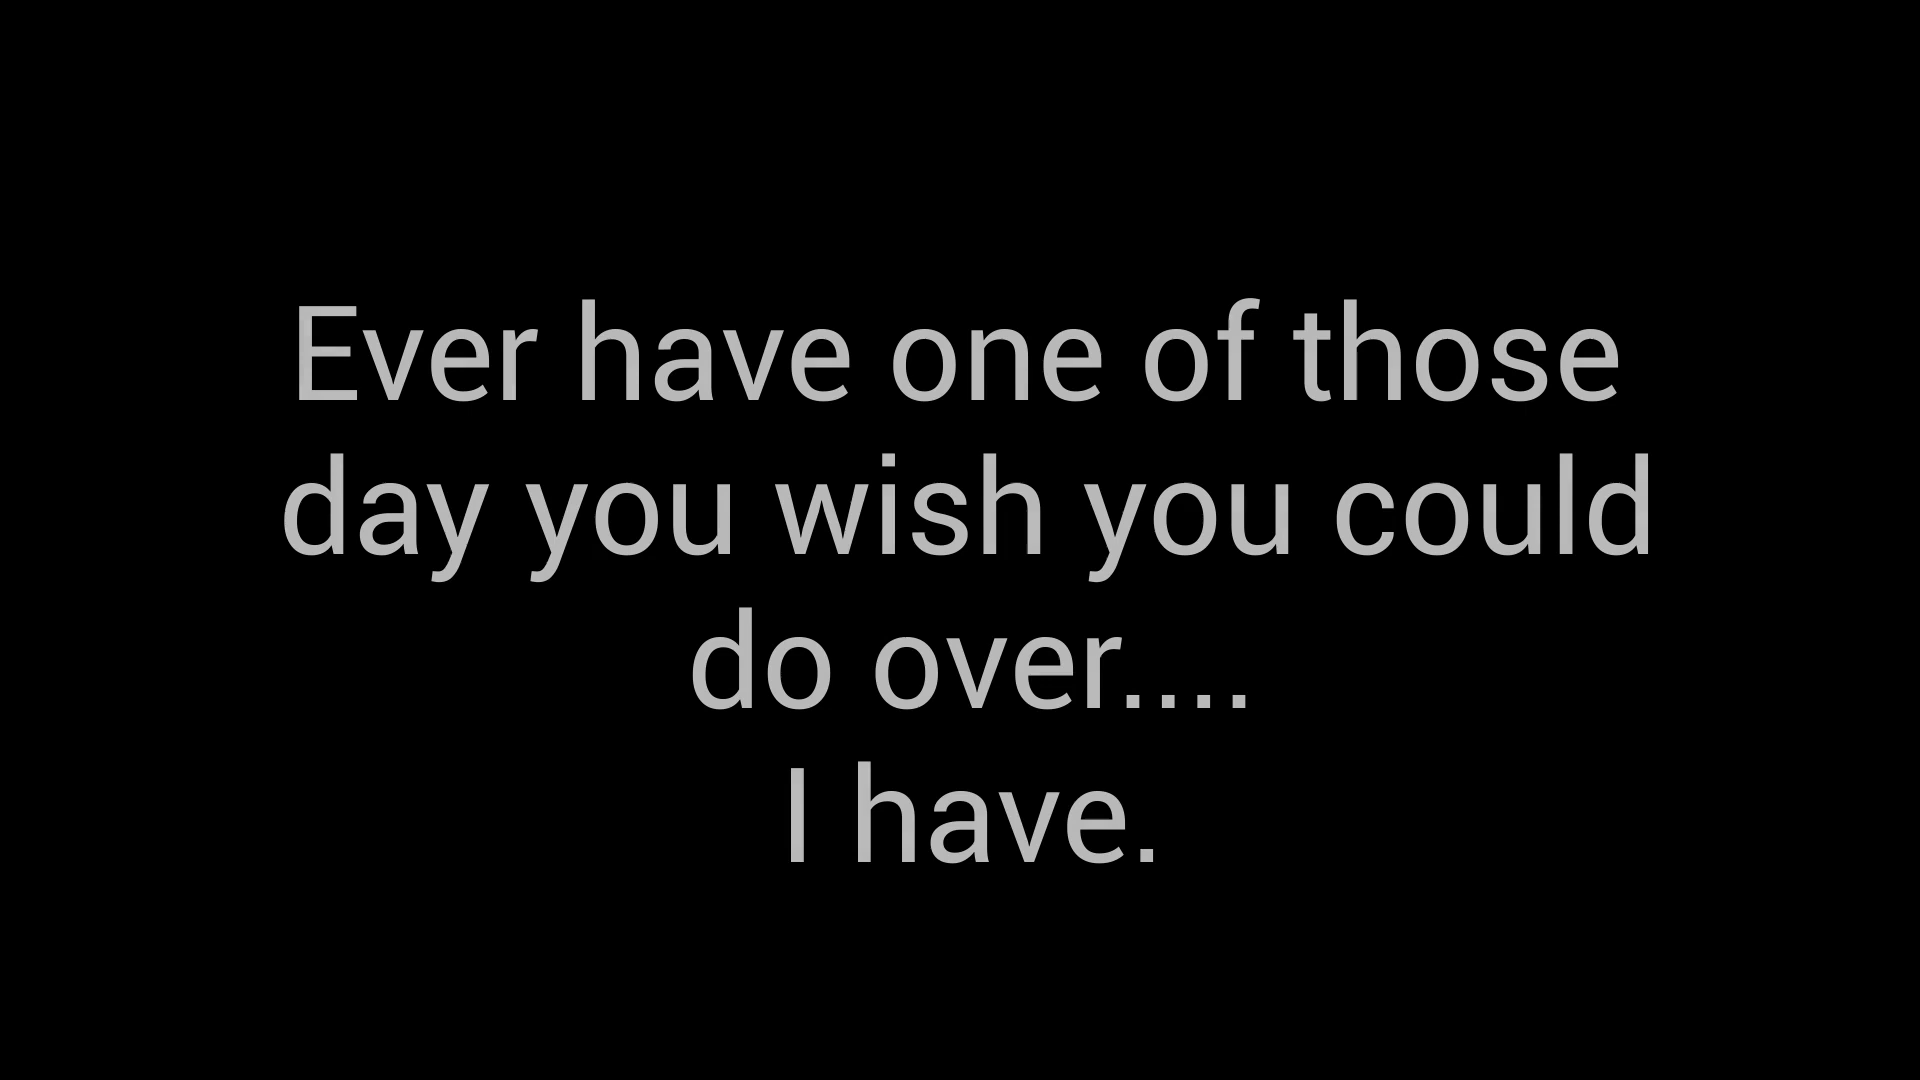 Ever have one of those
day you wish you could
do over....
I have.